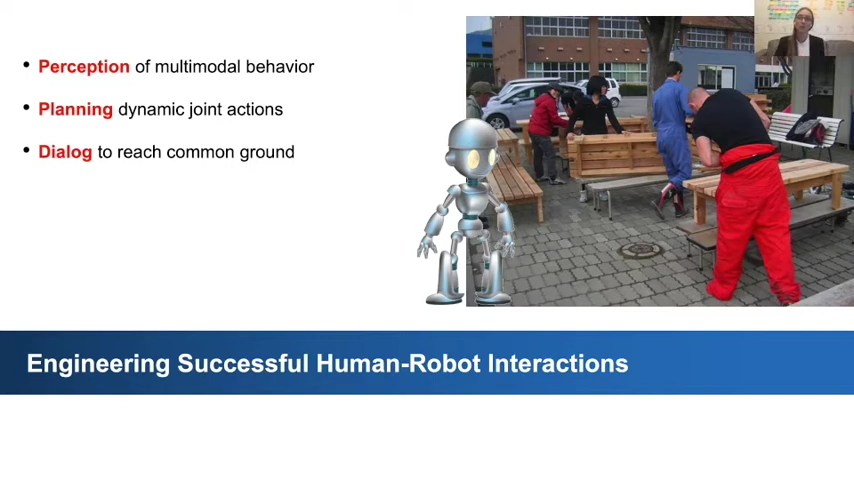 • Perception of multimodal behavior
• Planning dynamic joint actions
• Dialog to reach common ground
Engineering Successful Human-Robot Interactions